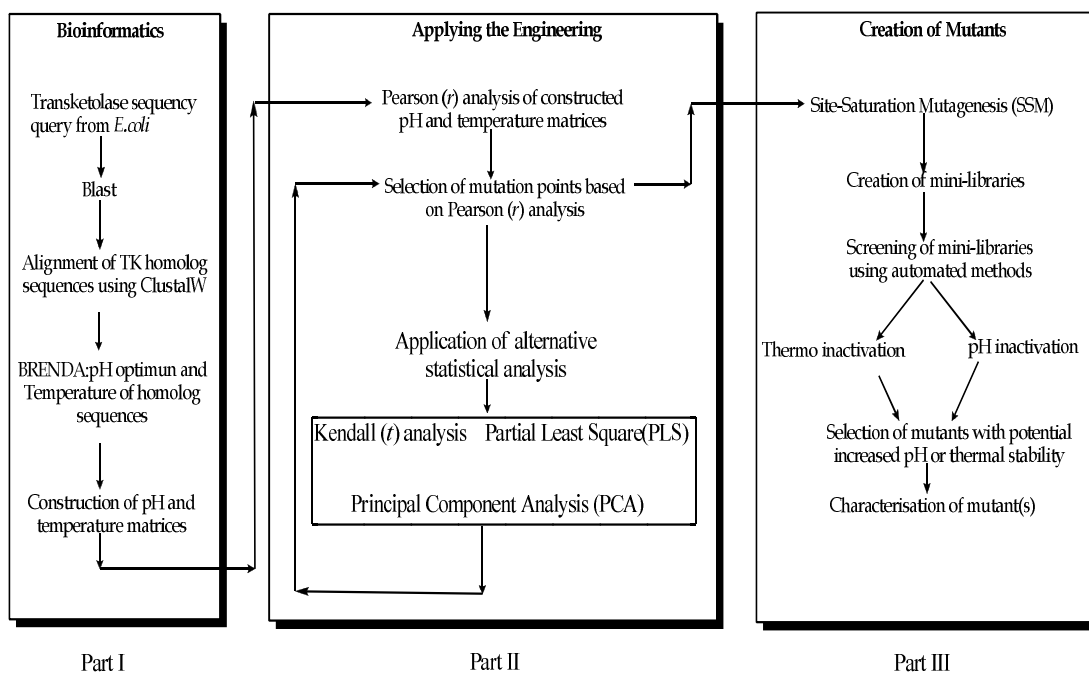 Bioinformatics
Transketolase sequency
query from E.coli
Blast
Alignment of TK homolog
sequences using ClustalW
BRENDA:pH optimun and
Temperature of homolog
sequences
Construction of pH and
temperature matrices
Part I
Applying the Engineering
Pearson (r) analysis of constructed
pH and temperature matrices
Selection of mutation points based
on Pearson (r) analysis
Application of alternative
statistical analysis
Kendall (t) analysis Partial Least Square(PLS)
Principal Component Analysis (PCA)
Part II
Creation of Mutants
Site-Saturation Mutagenesis (SSM)
Creation of mini-libraries
Screening of mini-libraries
using automated methods
Thermo inactivation
pH inactivation
Selection of mutants with potential
increased pH or thermal stability
Characterisation of mutant(s)
Part III